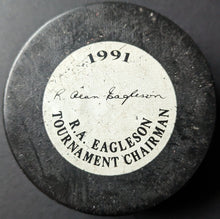 1991
R. Alan Eagleson
R.A. EAGLESON
TOURNAMENT CHAIRMAN